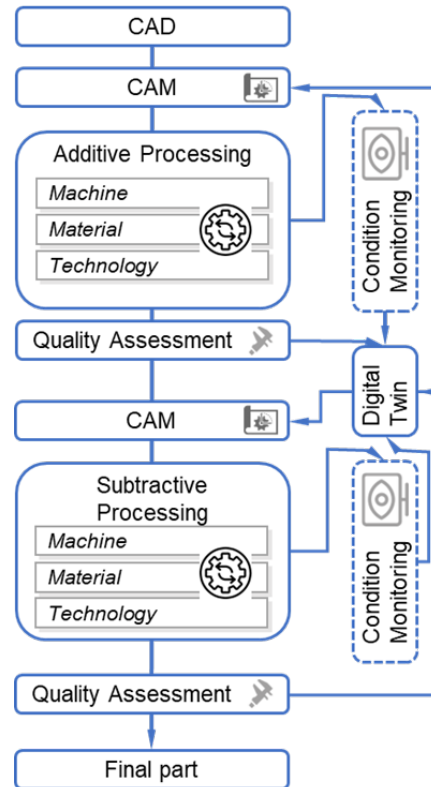 CAD
CAM
Additive Processing
Machine
Material
Technology
Condition
Monitoring
Quality Assessment
Digital
Twin
CAM
Subtractive
Processing
Machine
Material
Technology
Condition
Monitoring
Quality Assessment
Final part